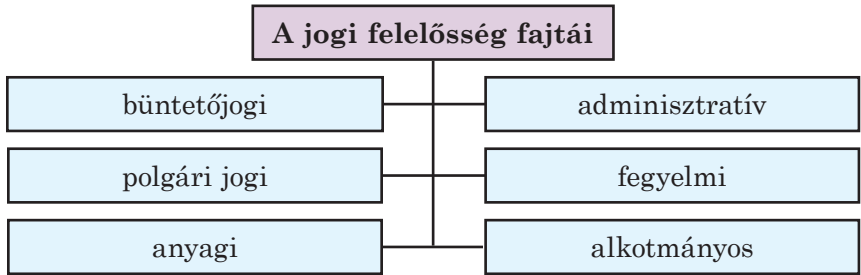 A jogi felelősség fajtái
büntetőjogi
adminisztratív
polgári jogi
fegyelmi
anyagi
alkotmányos